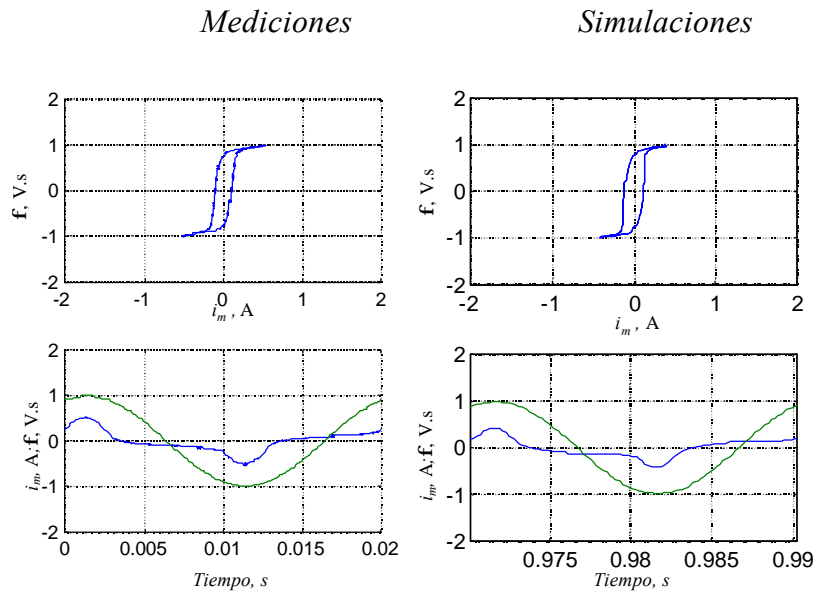 Mediciones
Simulaciones
2
1
0
-1
-2
f, V.s
-2 -1 0 1 2
i_m , A
2
1
0
-1
-2
f, V.s
-2 -1 0 1 2
i_m , A
2
1
0
-1
-2
i_m, A;f, V.s
0 0.005 0.01 0.015 0.02
Tiempo, s
2
1
0
-1
-2
i_m, A;f, V.s
0.975 0.98 0.985 0.99
Tiempo, s